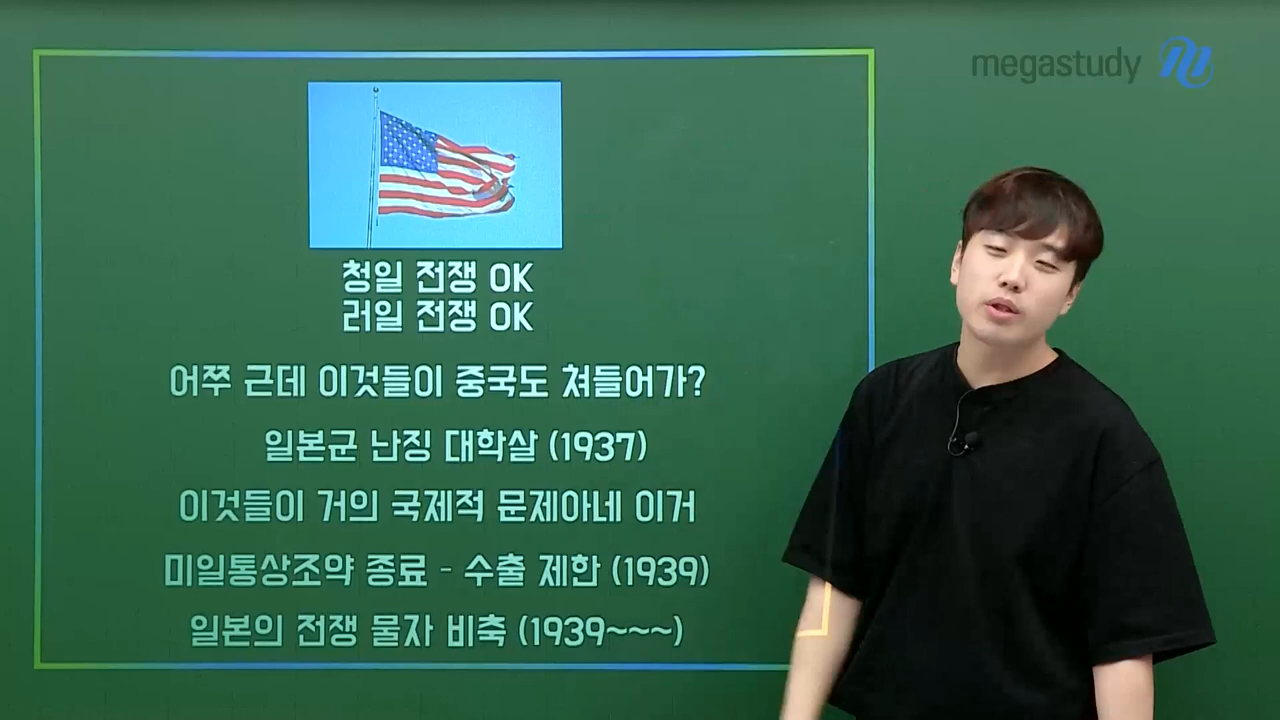 megastudy
청일 전쟁 OK
러일 전쟁 OK
어쭈 근데 이것들이 중국도 쳐들어가?
일본군 난징 대학살 (1937)
이것들이 거의 국제적 문제아네 이거
미일통상조약 종료 - 수출 제한 (1939)
일본의 전쟁 물자 비축 (1939~~~)